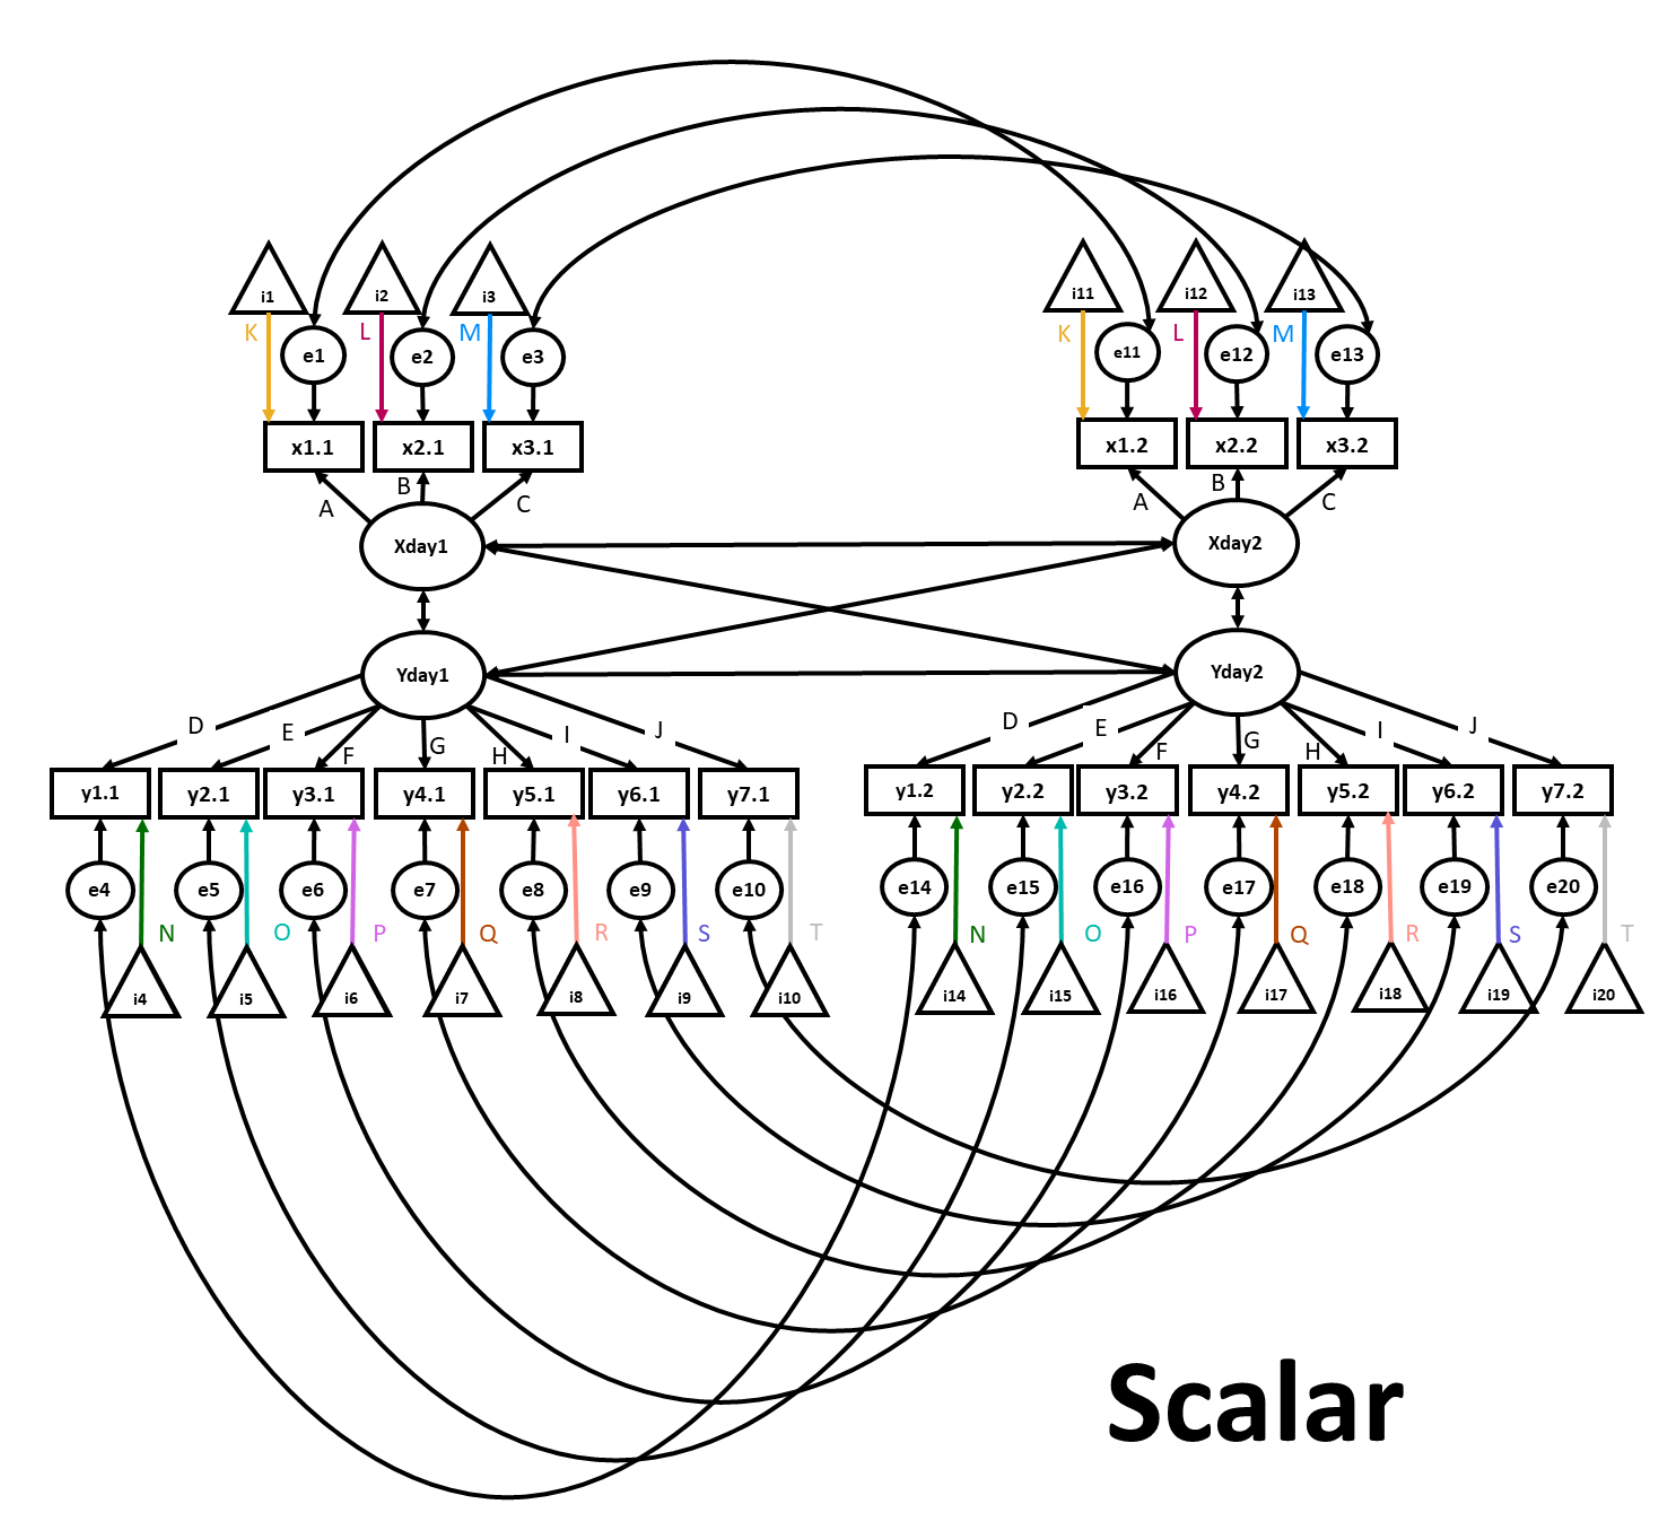 i1 i2 i3 i11 i12 i13
K L M K L M
e1 e2 e3 e11 e12 e13
x1.1 x2.1 x3.1 x1.2 x2.2 x3.2
A B C A B C
Xday1 Xday2
Yday1 Yday2
D E F G H I J D E F G H I J
y1.1 y2.1 y3.1 y4.1 y5.1 y6.1 y7.1 y1.2 y2.2 y3.2 y4.2 y5.2 y6.2 y7.2
e4 e5 e6 e7 e8 e9 e10 e14 e15 e16 e17 e18 e19 e20
N O P Q R S T N O P Q R S T
i4 i5 i6 i7 i8 i9 i10 i14 i15 i16 i17 i18 i19 i20
Scalar